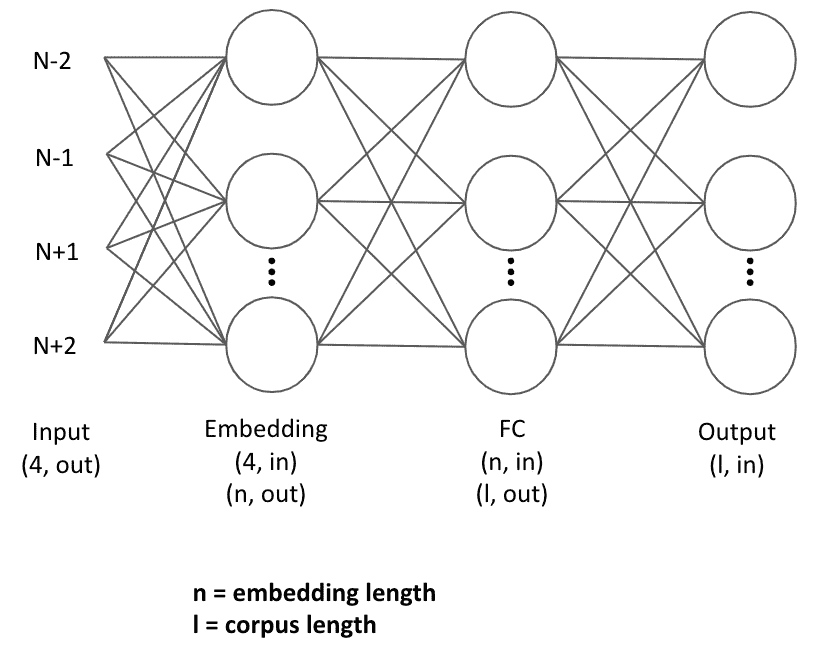 N-2
N-1
N+1
N+2
Input
(4, out)
Embedding
(4, in)
(n, out)
FC
(n, in)
(l, out)
Output
(l, in)
n = embedding length
l = corpus length